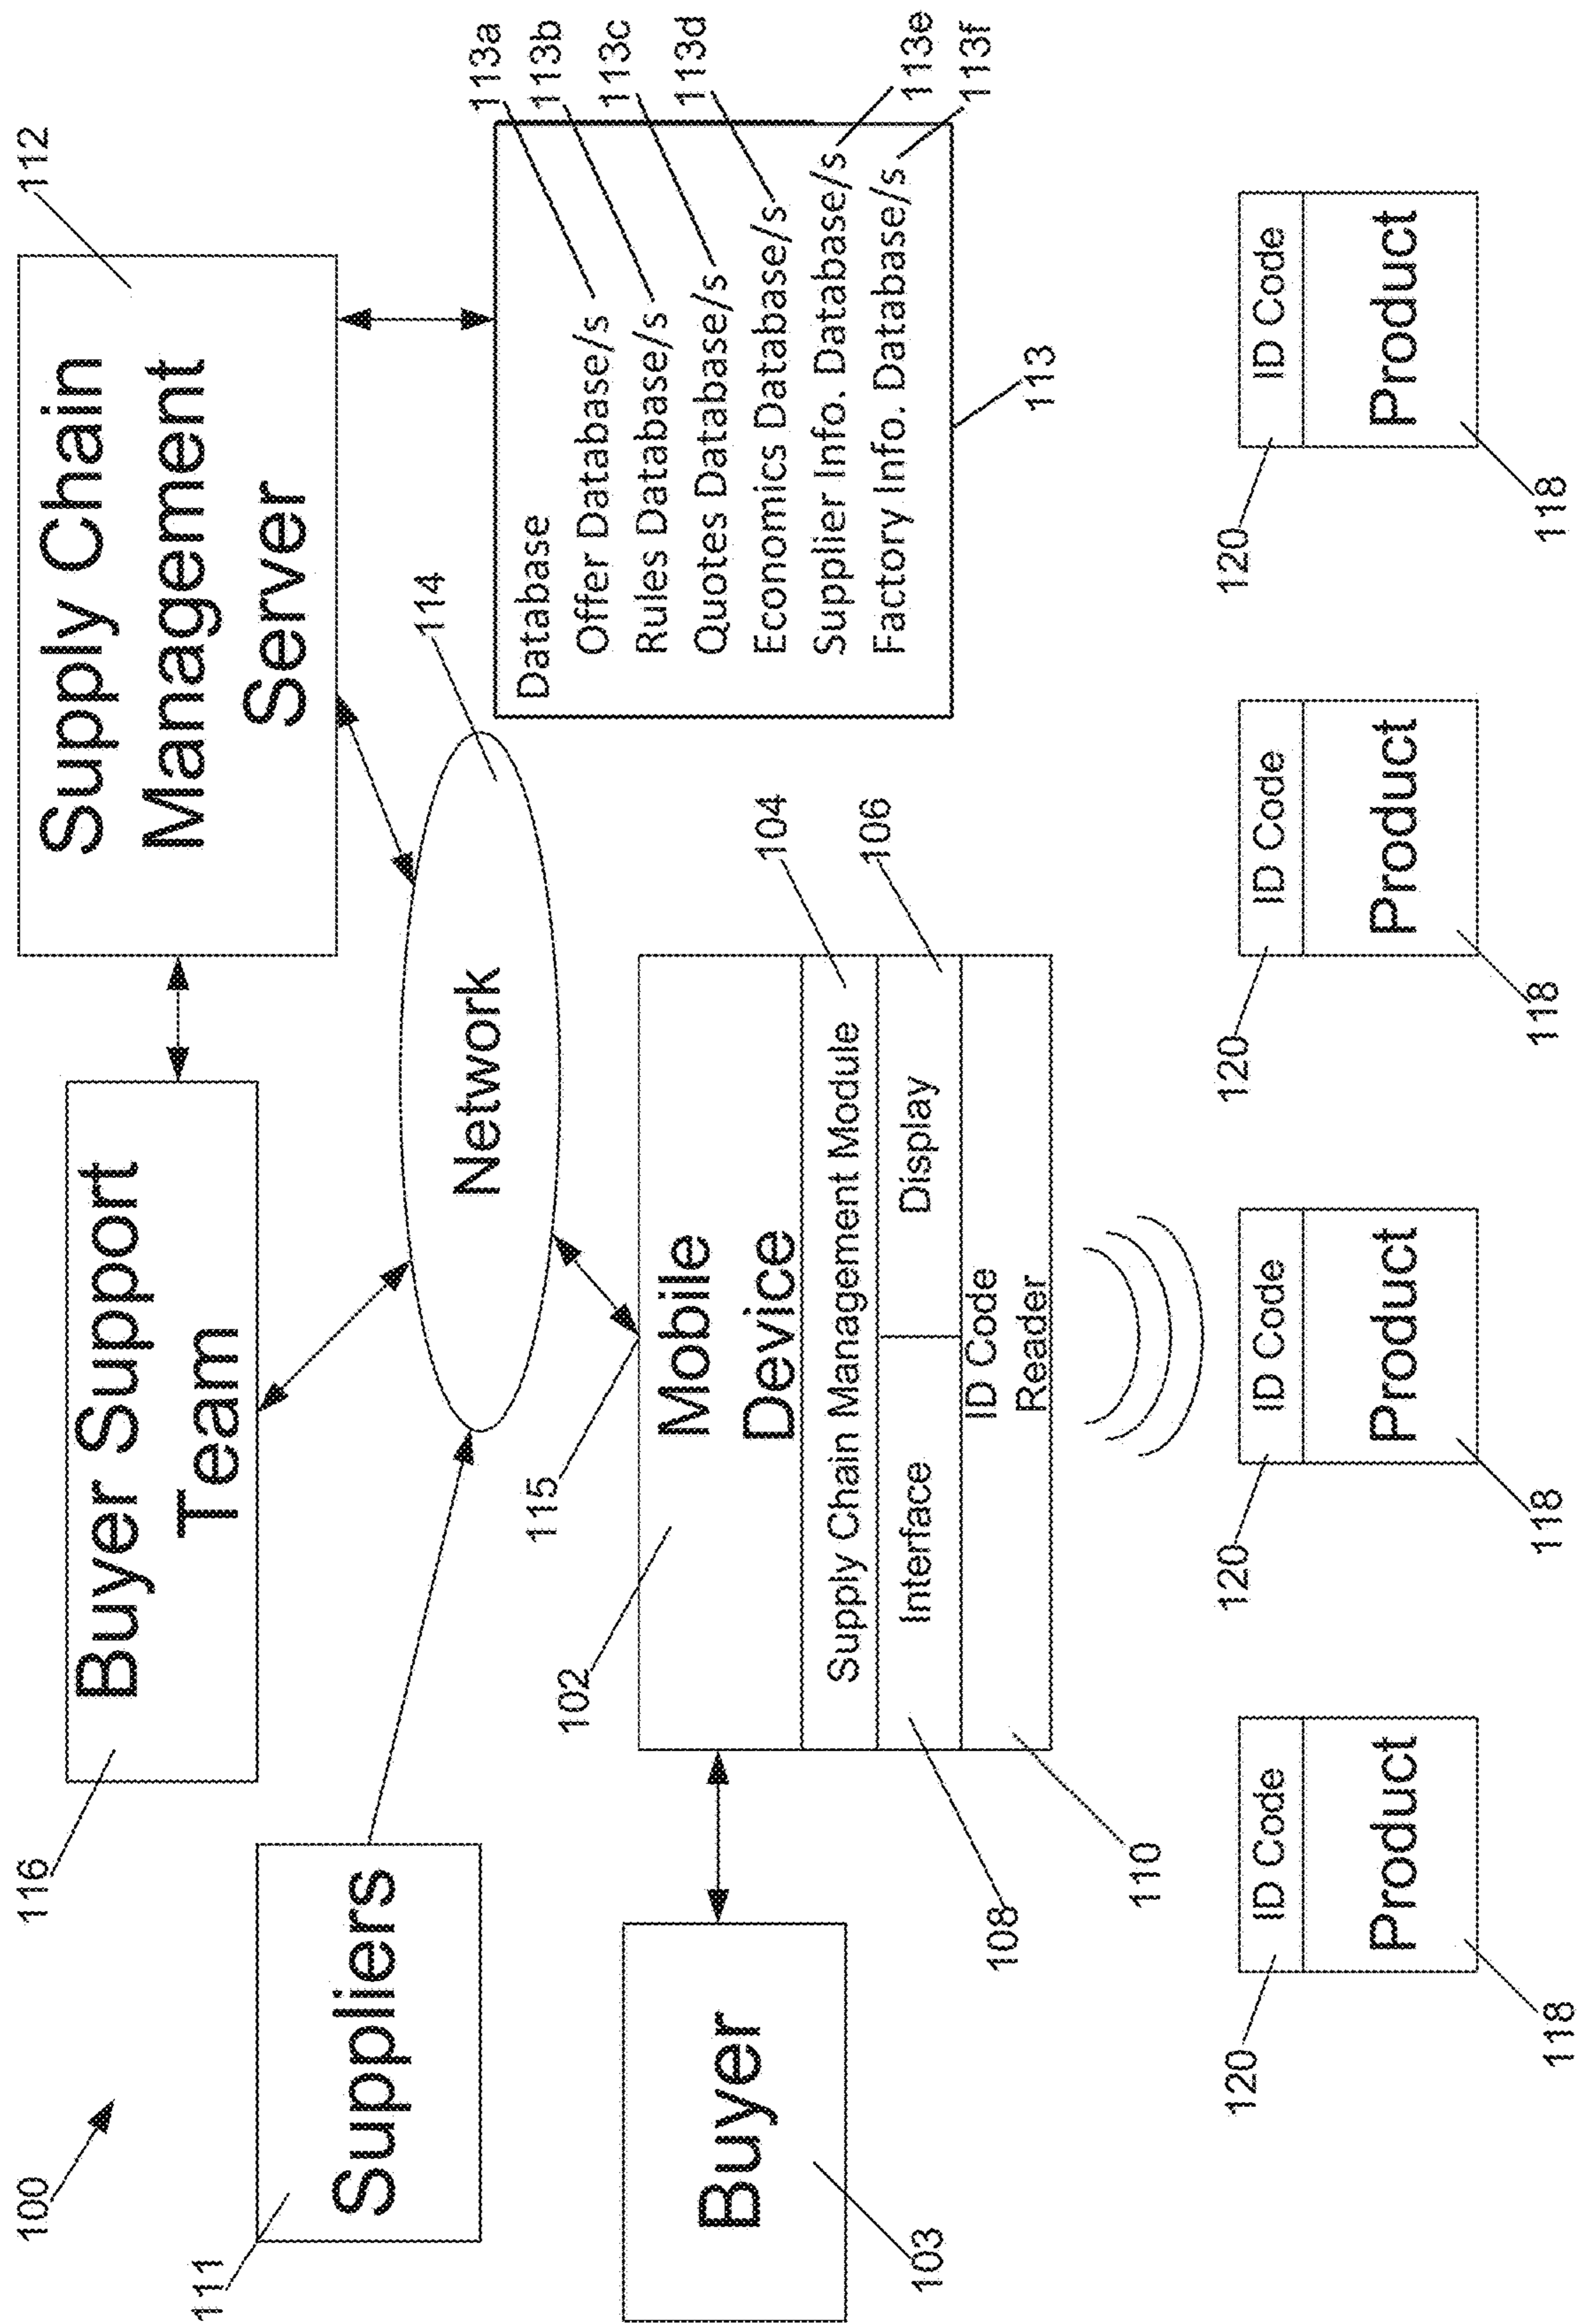 100
116
112
Buyer Support
Team
Supply Chain
Management
Server
111
Suppliers
114
Network
Database
Offer Database/s
Rules Database/s
Quotes Database/s
Economics Database/s
Supplier Info. Database/s
Factory Info. Database/s
113a
113b
113c
113d
113e
113f
113
103
Buyer
102
115
Mobile
Device
Supply Chain Management Module
104
Interface
Display
106
108
ID Code
Reader
110
120
ID Code
Product
118
120
ID Code
Product
118
120
ID Code
Product
118
120
ID Code
Product
118